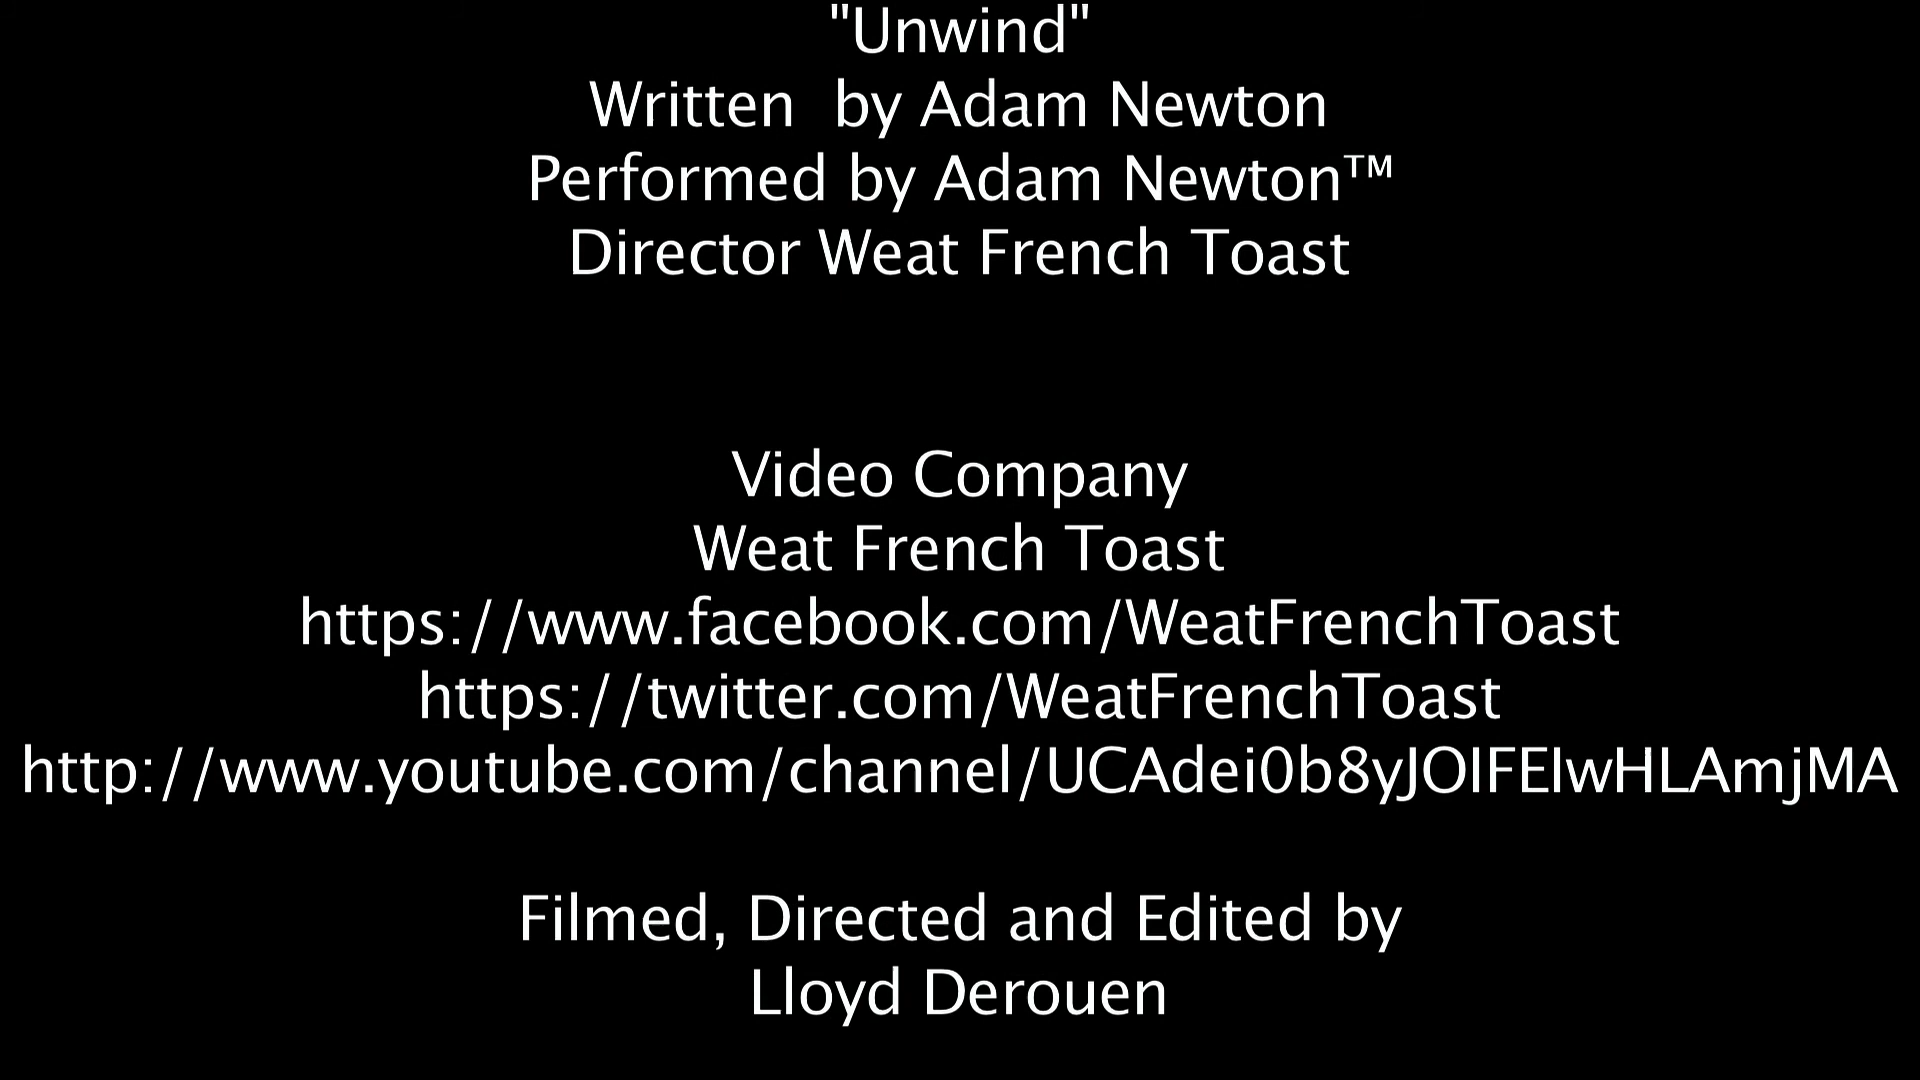 "Unwind"
Written  by Adam Newton
Performed by Adam Newton™
Director Weat French Toast
Video Company
Weat French Toast
https://www.facebook.com/WeatFrenchToast
https://twitter.com/WeatFrenchToast
http://www.youtube.com/channel/UCAdei0b8yJOIFEIwHLAmjMA
Filmed, Directed and Edited by
Lloyd Derouen